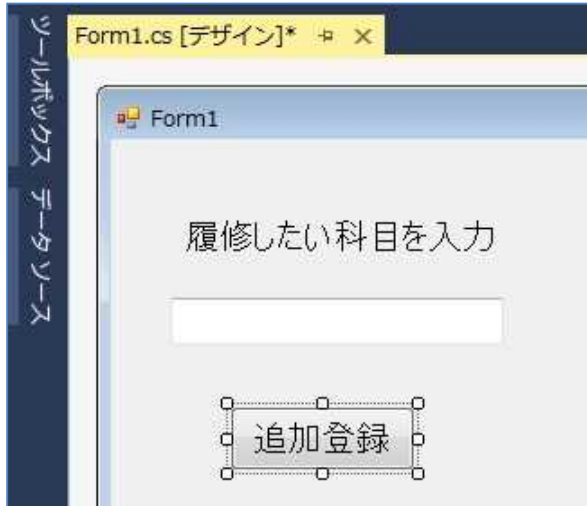 ツールボックス
データ ソース
Form1.cs [デザイン]*
Form1
履修したい科目を入力
追加登録